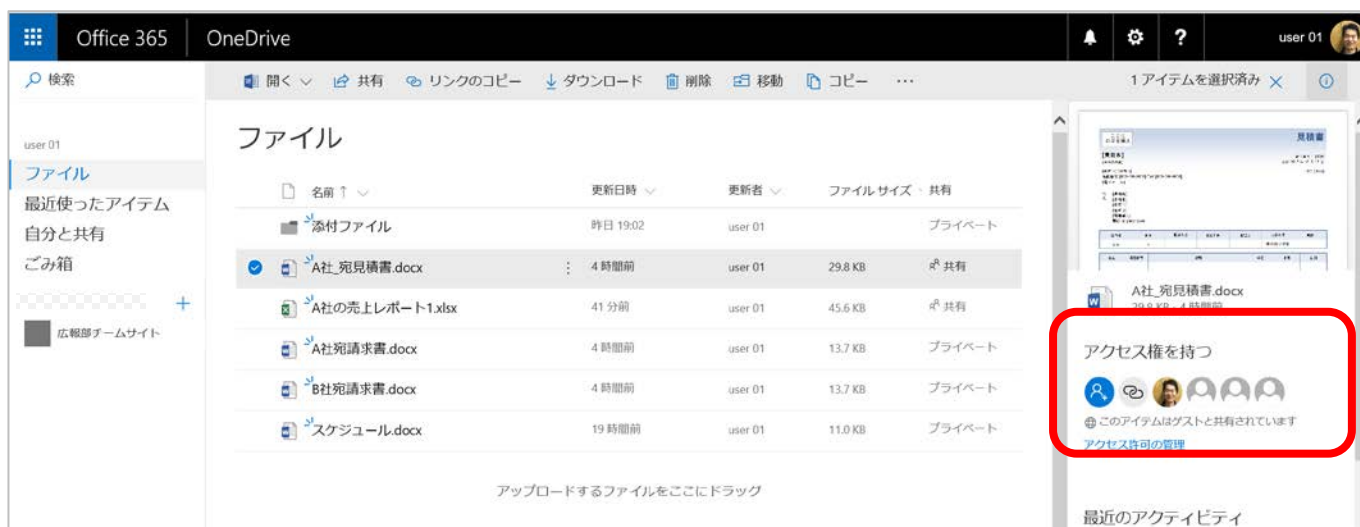 Office 365 OneDrive ? user 01
検索 開く 共有 リンクのコピー ダウンロード 削除 移動 コピー … 1 アイテムを選択済み
user 01
ファイル
最近使ったアイテム
自分と共有
ごみ箱
広報部チームサイト
ファイル
名前 ↑ 更新日時 更新者 ファイル サイズ 共有
添付ファイル 昨日 19:02 user 01 プライベート
A社_宛見積書.docx 4 時間前 user 01 29.8 KB 共有
A社の売上レポート1.xlsx 41 分前 user 01 45.6 KB 共有
A社宛請求書.docx 4 時間前 user 01 13.7 KB プライベート
B社宛請求書.docx 4 時間前 user 01 13.7 KB プライベート
スケジュール.docx 19 時間前 user 01 11.0 KB プライベート
アップロードするファイルをここにドラッグ
見積書
A社_宛見積書.docx
29.8 KB - 4 時間前
アクセス権を持つ
このアイテムはゲストと共有されています
アクセス許可の管理
最近のアクティビティ